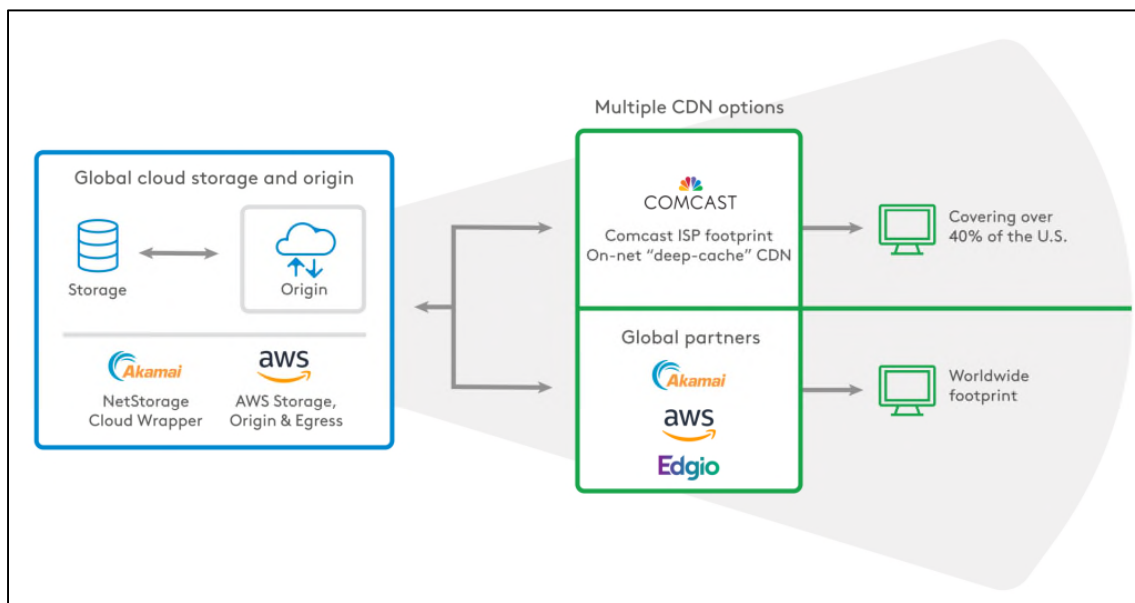 Multiple CDN options
Global cloud storage and origin
Storage
Origin
Akamai
NetStorage
Cloud Wrapper
aws
AWS Storage,
Origin & Egress
COMCAST
Comcast ISP footprint
On-net “deep-cache” CDN
Covering over
40% of the U.S.
Global partners
Akamai
aws
Edgio
Worldwide
footprint